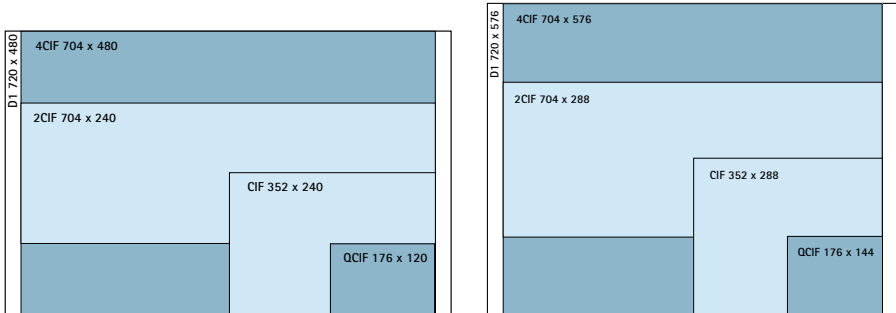 D1 720 x 480
4CIF 704 x 480
2CIF 704 x 240
CIF 352 x 240
QCIF 176 x 120
D1 720 x 576
4CIF 704 x 576
2CIF 704 x 288
CIF 352 x 288
QCIF 176 x 144